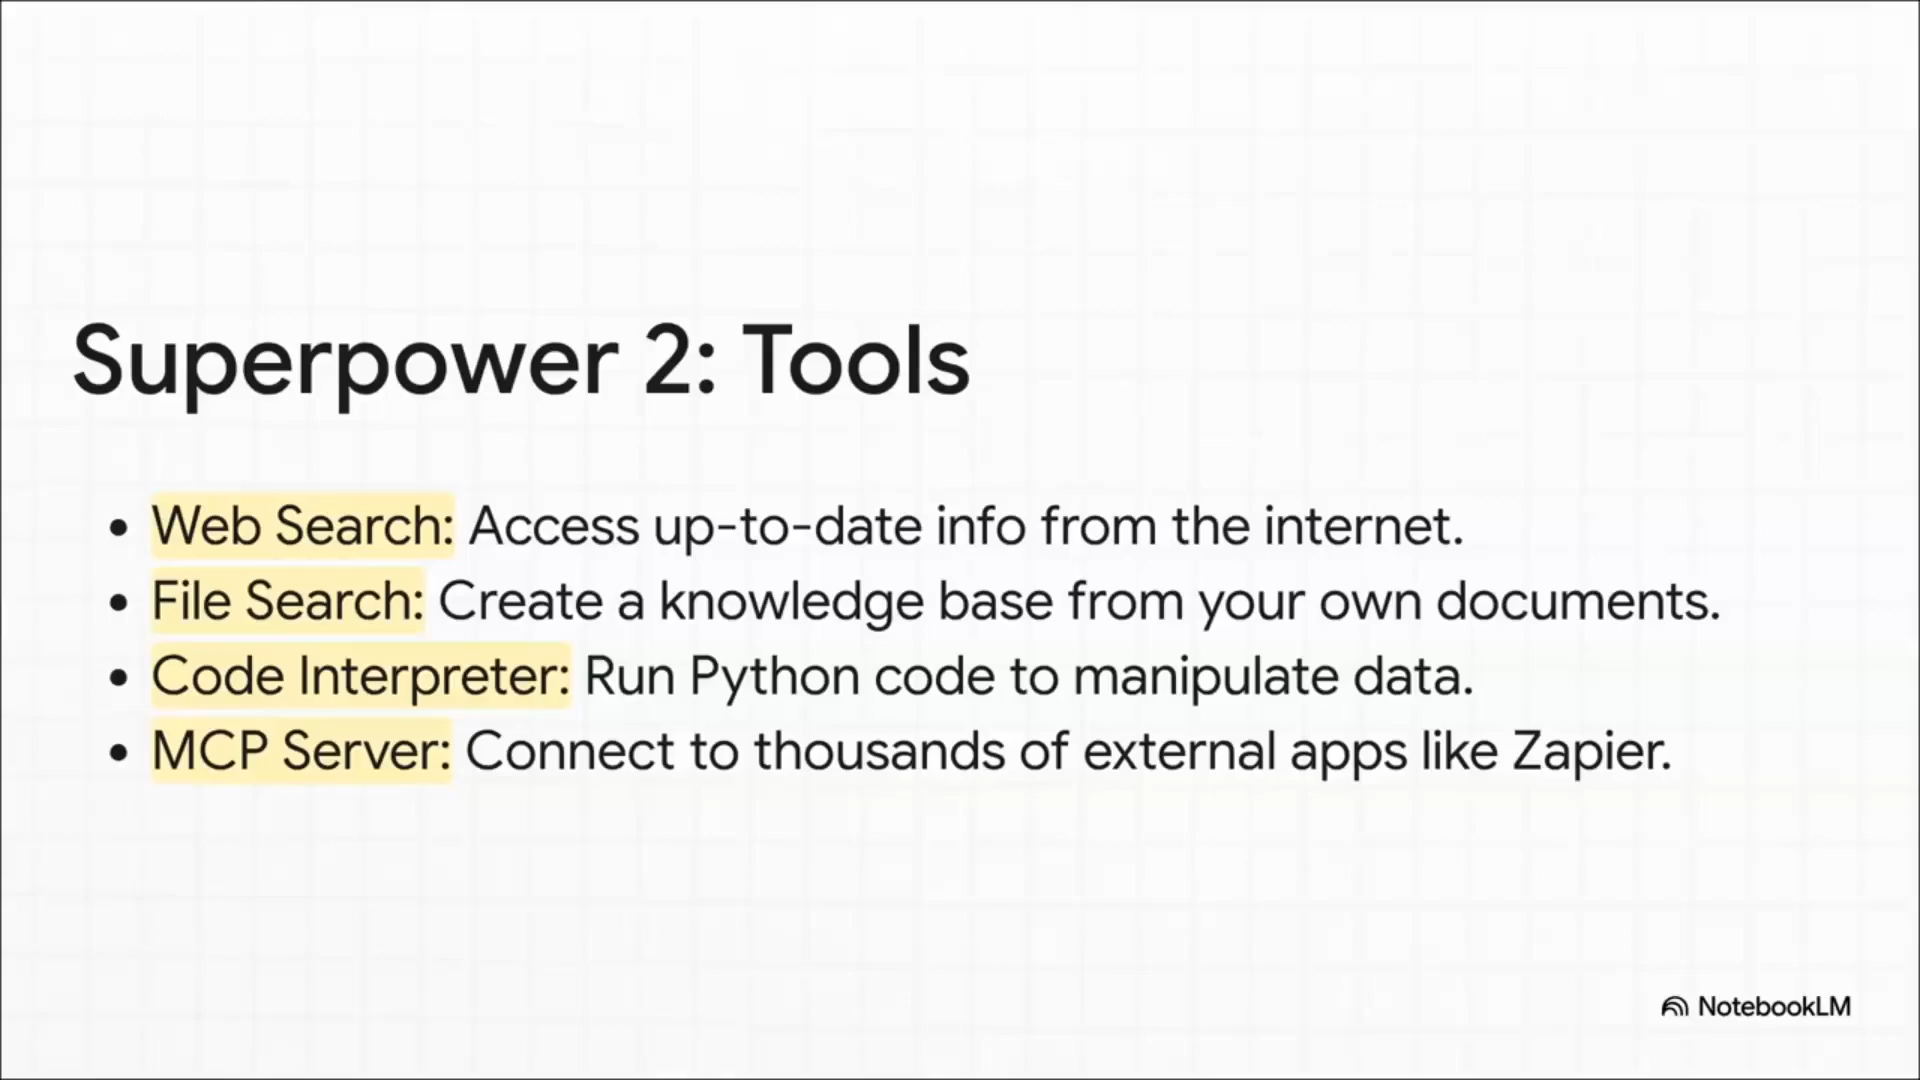 Superpower 2: Tools
• Web Search: Access up-to-date info from the internet.
• File Search: Create a knowledge base from your own documents.
• Code Interpreter: Run Python code to manipulate data.
• MCP Server: Connect to thousands of external apps like Zapier.
NotebookLM